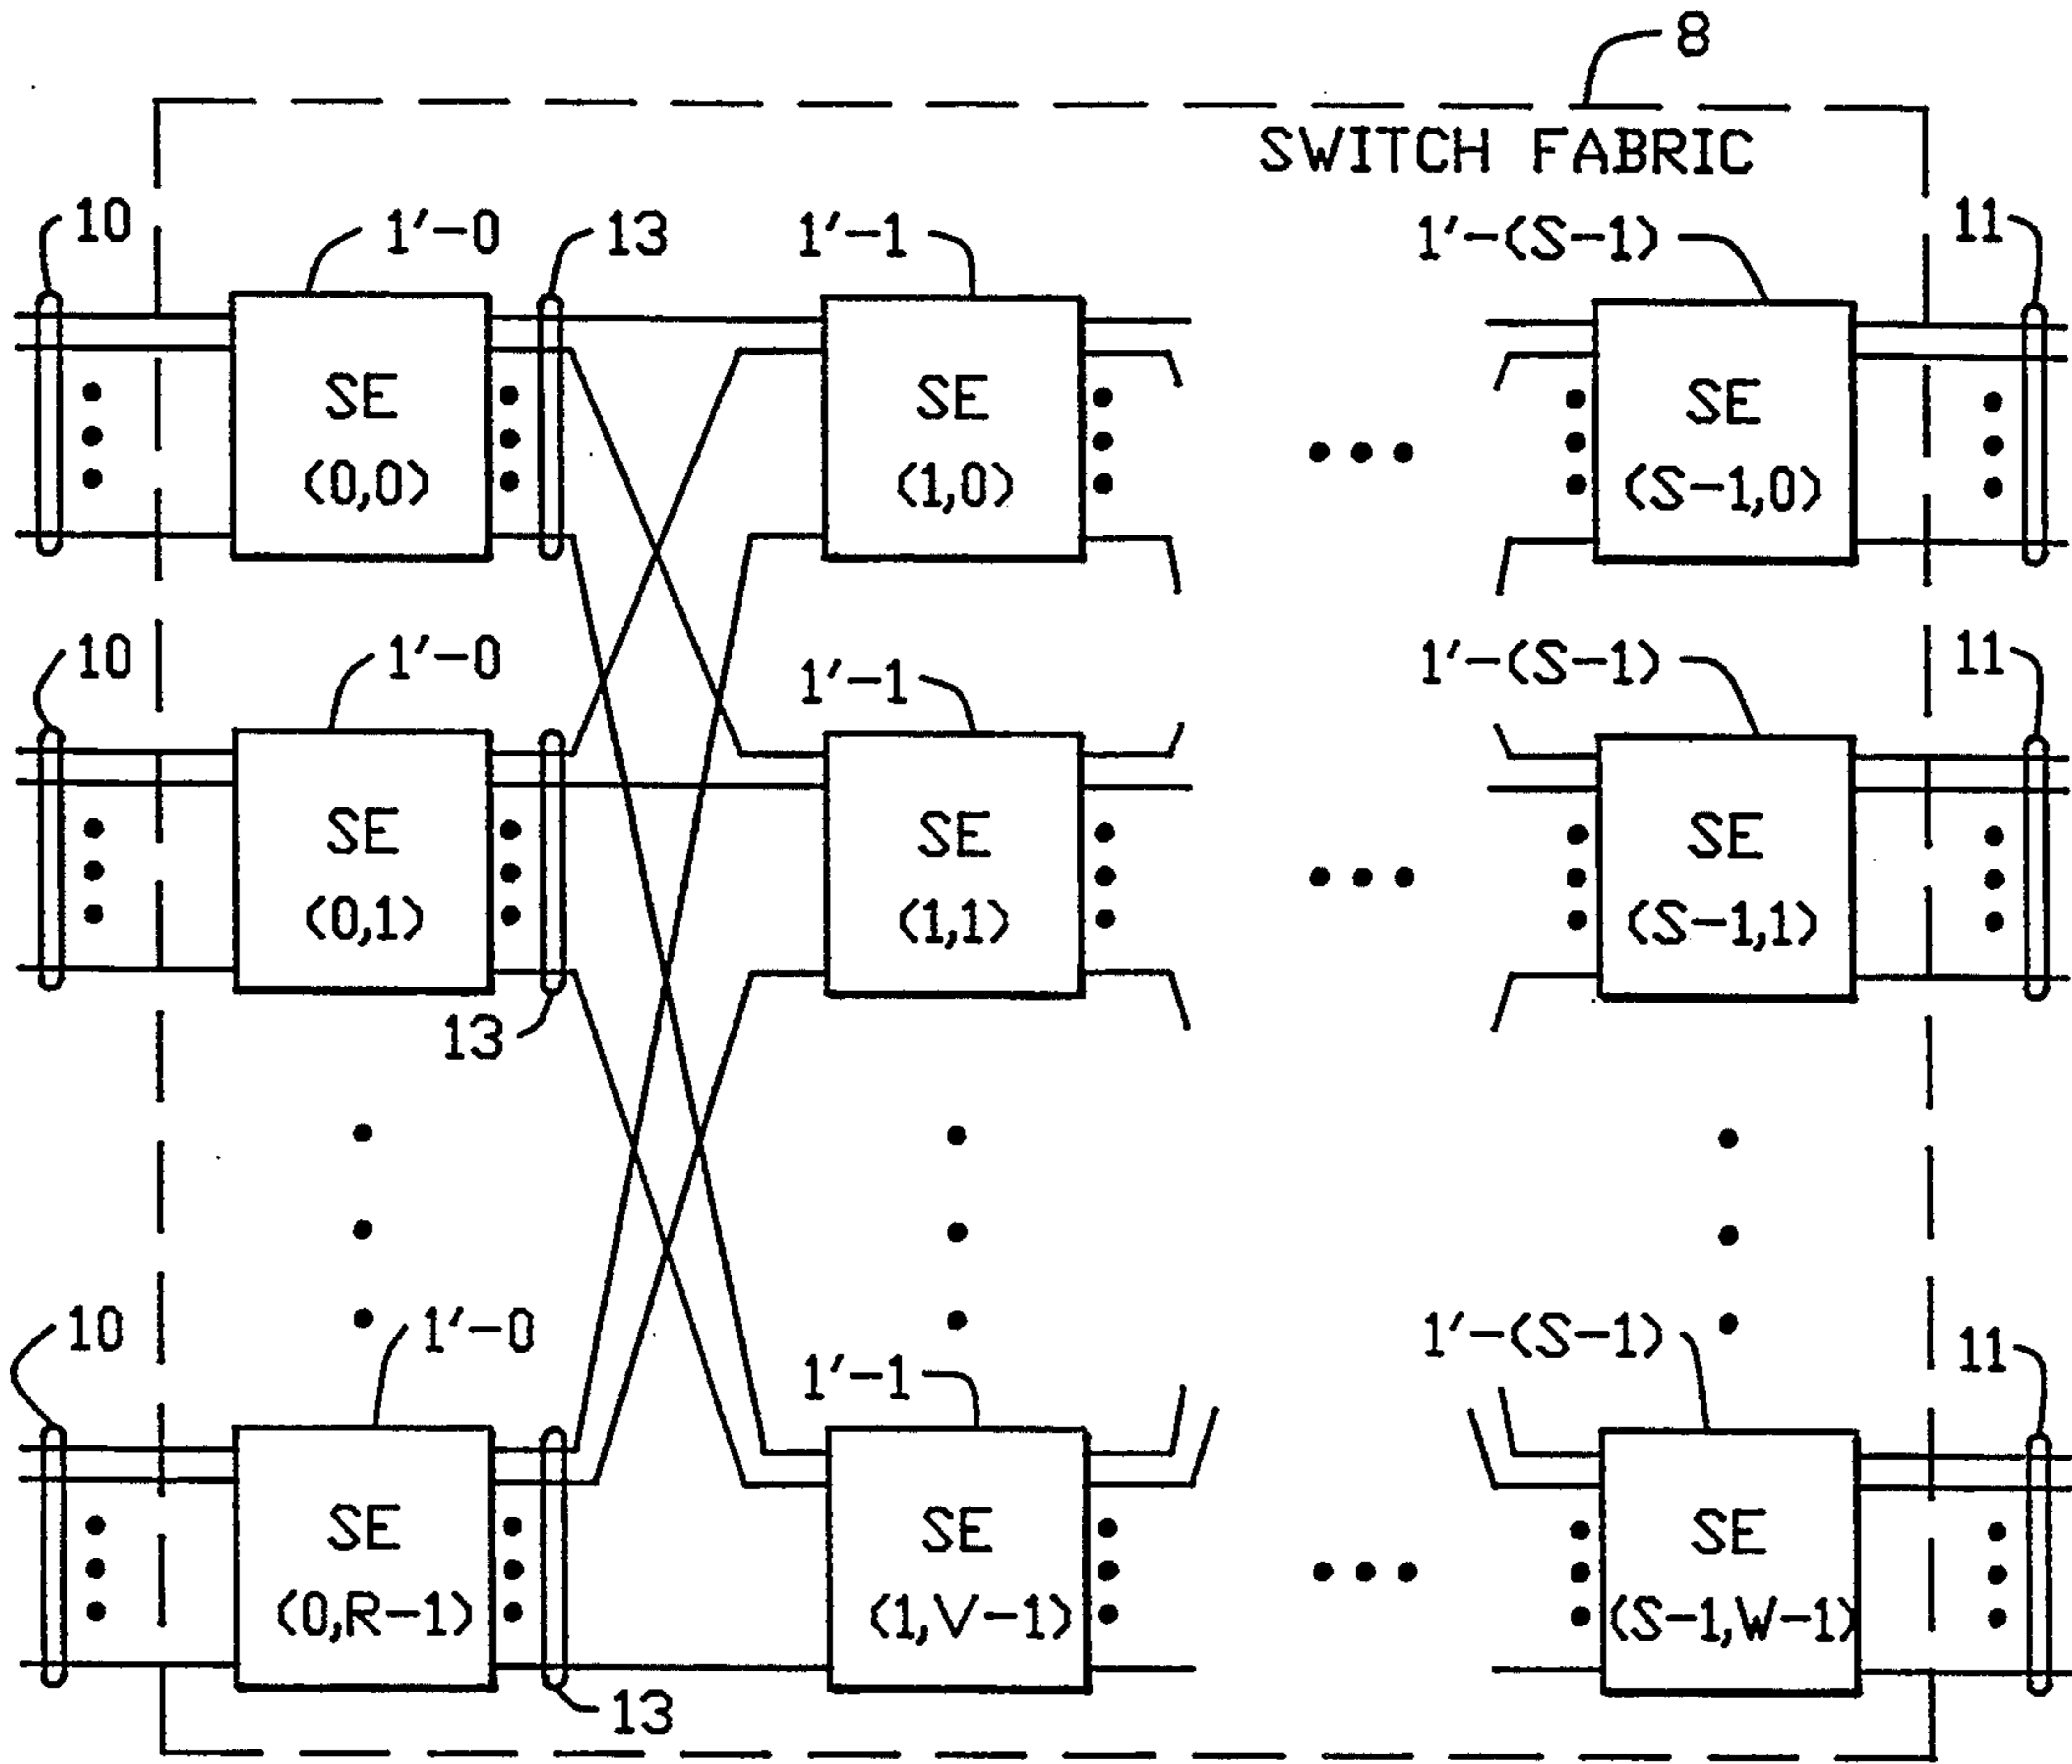 8
SWITCH FABRIC
10
1'-0
13
1'-1
1'-(S-1)
11
SE
(0,0)
SE
(1,0)
SE
(S-1,0)
10
1'-0
1'-1
1'-(S-1)
11
SE
(0,1)
SE
(1,1)
SE
(S-1,1)
13
10
1'-0
1'-1
1'-(S-1)
11
SE
(0,R-1)
SE
(1,V-1)
SE
(S-1,W-1)
13